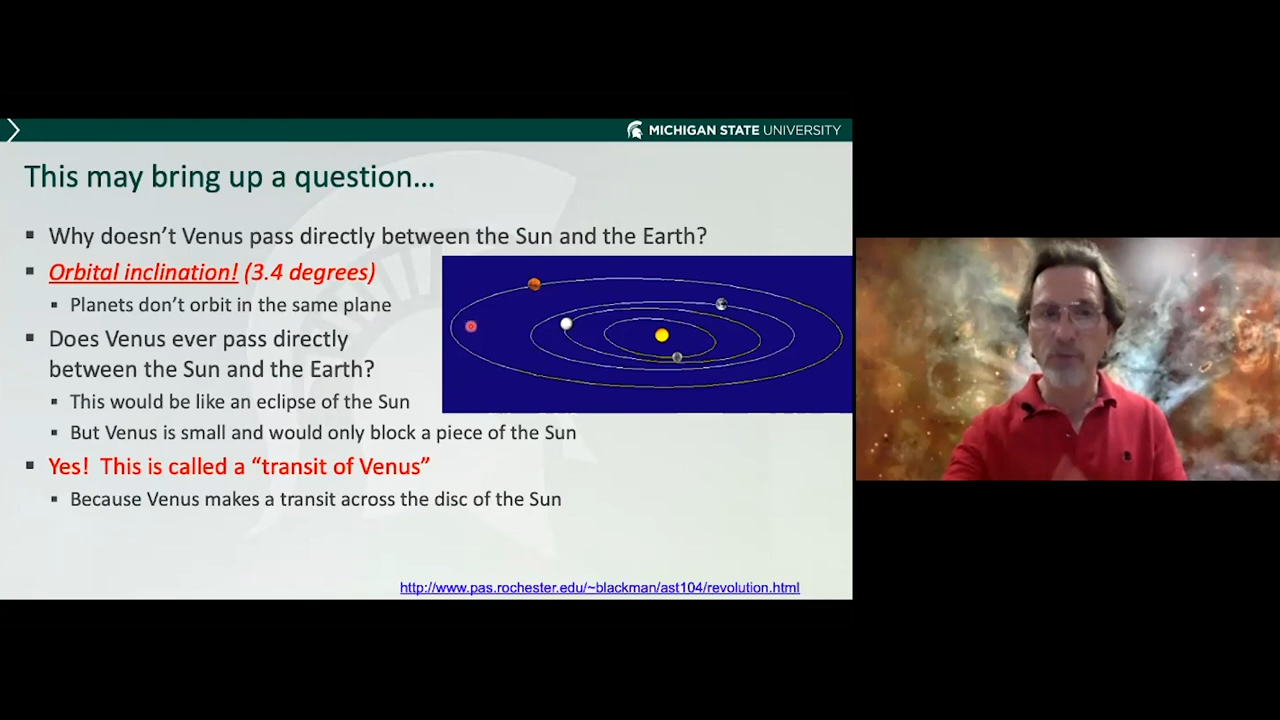 MICHIGAN STATE UNIVERSITY
This may bring up a question...
Why doesn't Venus pass directly between the Sun and the Earth?
Orbital inclination! (3.4 degrees)
Planets don't orbit in the same plane
Does Venus ever pass directly
between the Sun and the Earth?
This would be like an eclipse of the Sun
But Venus is small and would only block a piece of the Sun
Yes! This is called a "transit of Venus"
Because Venus makes a transit across the disc of the Sun
http://www.pas.rochester.edu/~blackman/ast104/revolution.html